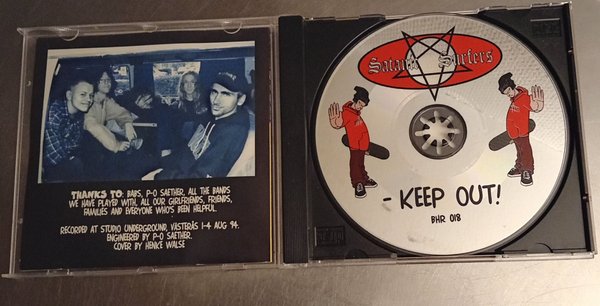 THANKS TO: BABS, P-O SAETHER, ALL THE BANDS
WE HAVE PLAYED WITH, ALL OUR GIRLFRIENDS, FRIENDS,
FAMILIES AND EVERYONE WHO'S BEEN HELPFUL.
RECORDED AT STUDIO UNDERGROUND, VÄSTERÅS 1-4 AUG 94.
ENGINEERED BY P-O SAETHER.
COVER BY HENKE WALSE
Satanic Surfers
- KEEP OUT!
BHR 018